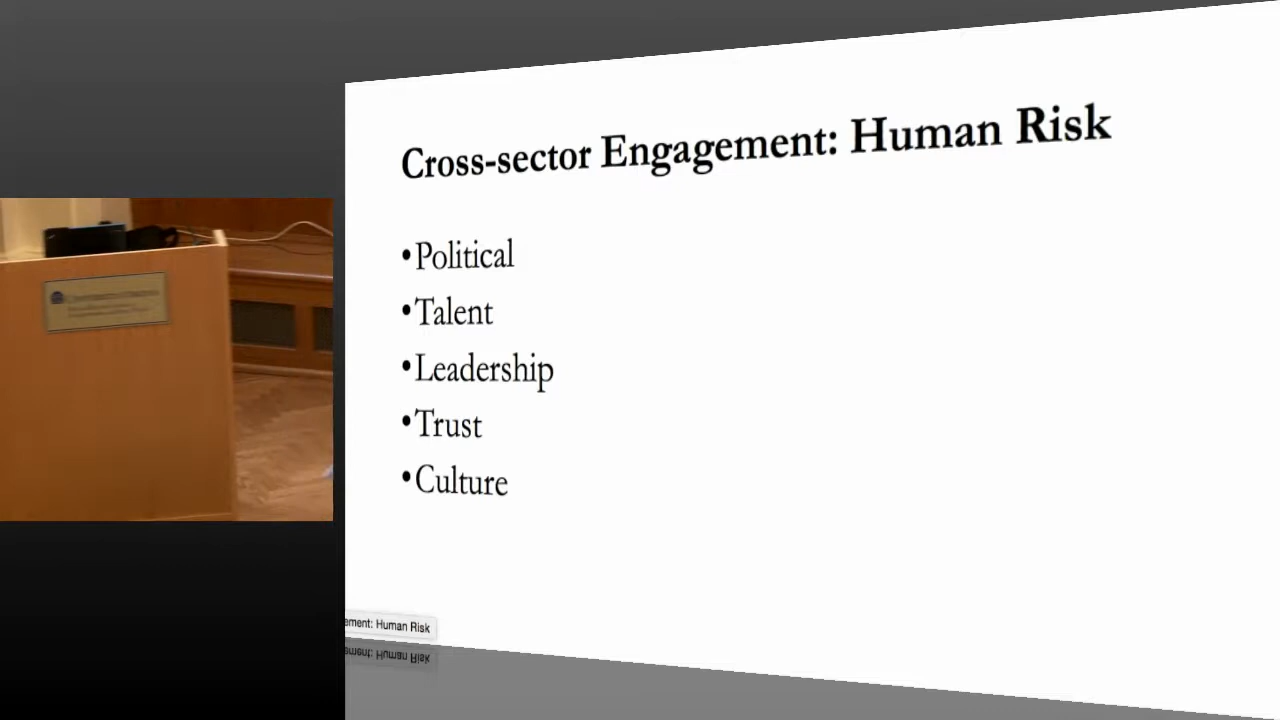 Cross-sector Engagement: Human Risk
•Political
•Talent
•Leadership
•Trust
•Culture
ement: Human Risk